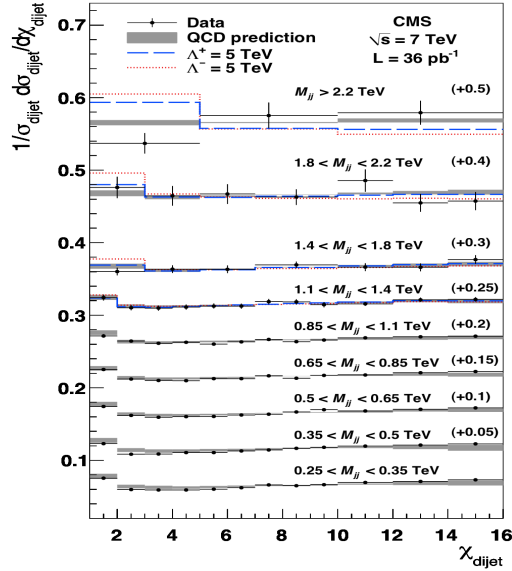 1/σdijet dσdijet/dχdijet
Data
QCD prediction
Λ⁺ = 5 TeV
Λ⁻ = 5 TeV
CMS
√s = 7 TeV
L = 36 pb⁻¹
Mjj > 2.2 TeV (+0.5)
1.8 < Mjj < 2.2 TeV (+0.4)
1.4 < Mjj < 1.8 TeV (+0.3)
1.1 < Mjj < 1.4 TeV (+0.25)
0.85 < Mjj < 1.1 TeV (+0.2)
0.65 < Mjj < 0.85 TeV (+0.15)
0.5 < Mjj < 0.65 TeV (+0.1)
0.35 < Mjj < 0.5 TeV (+0.05)
0.25 < Mjj < 0.35 TeV
0.7
0.6
0.5
0.4
0.3
0.2
0.1
2 4 6 8 10 12 14 16
χdijet